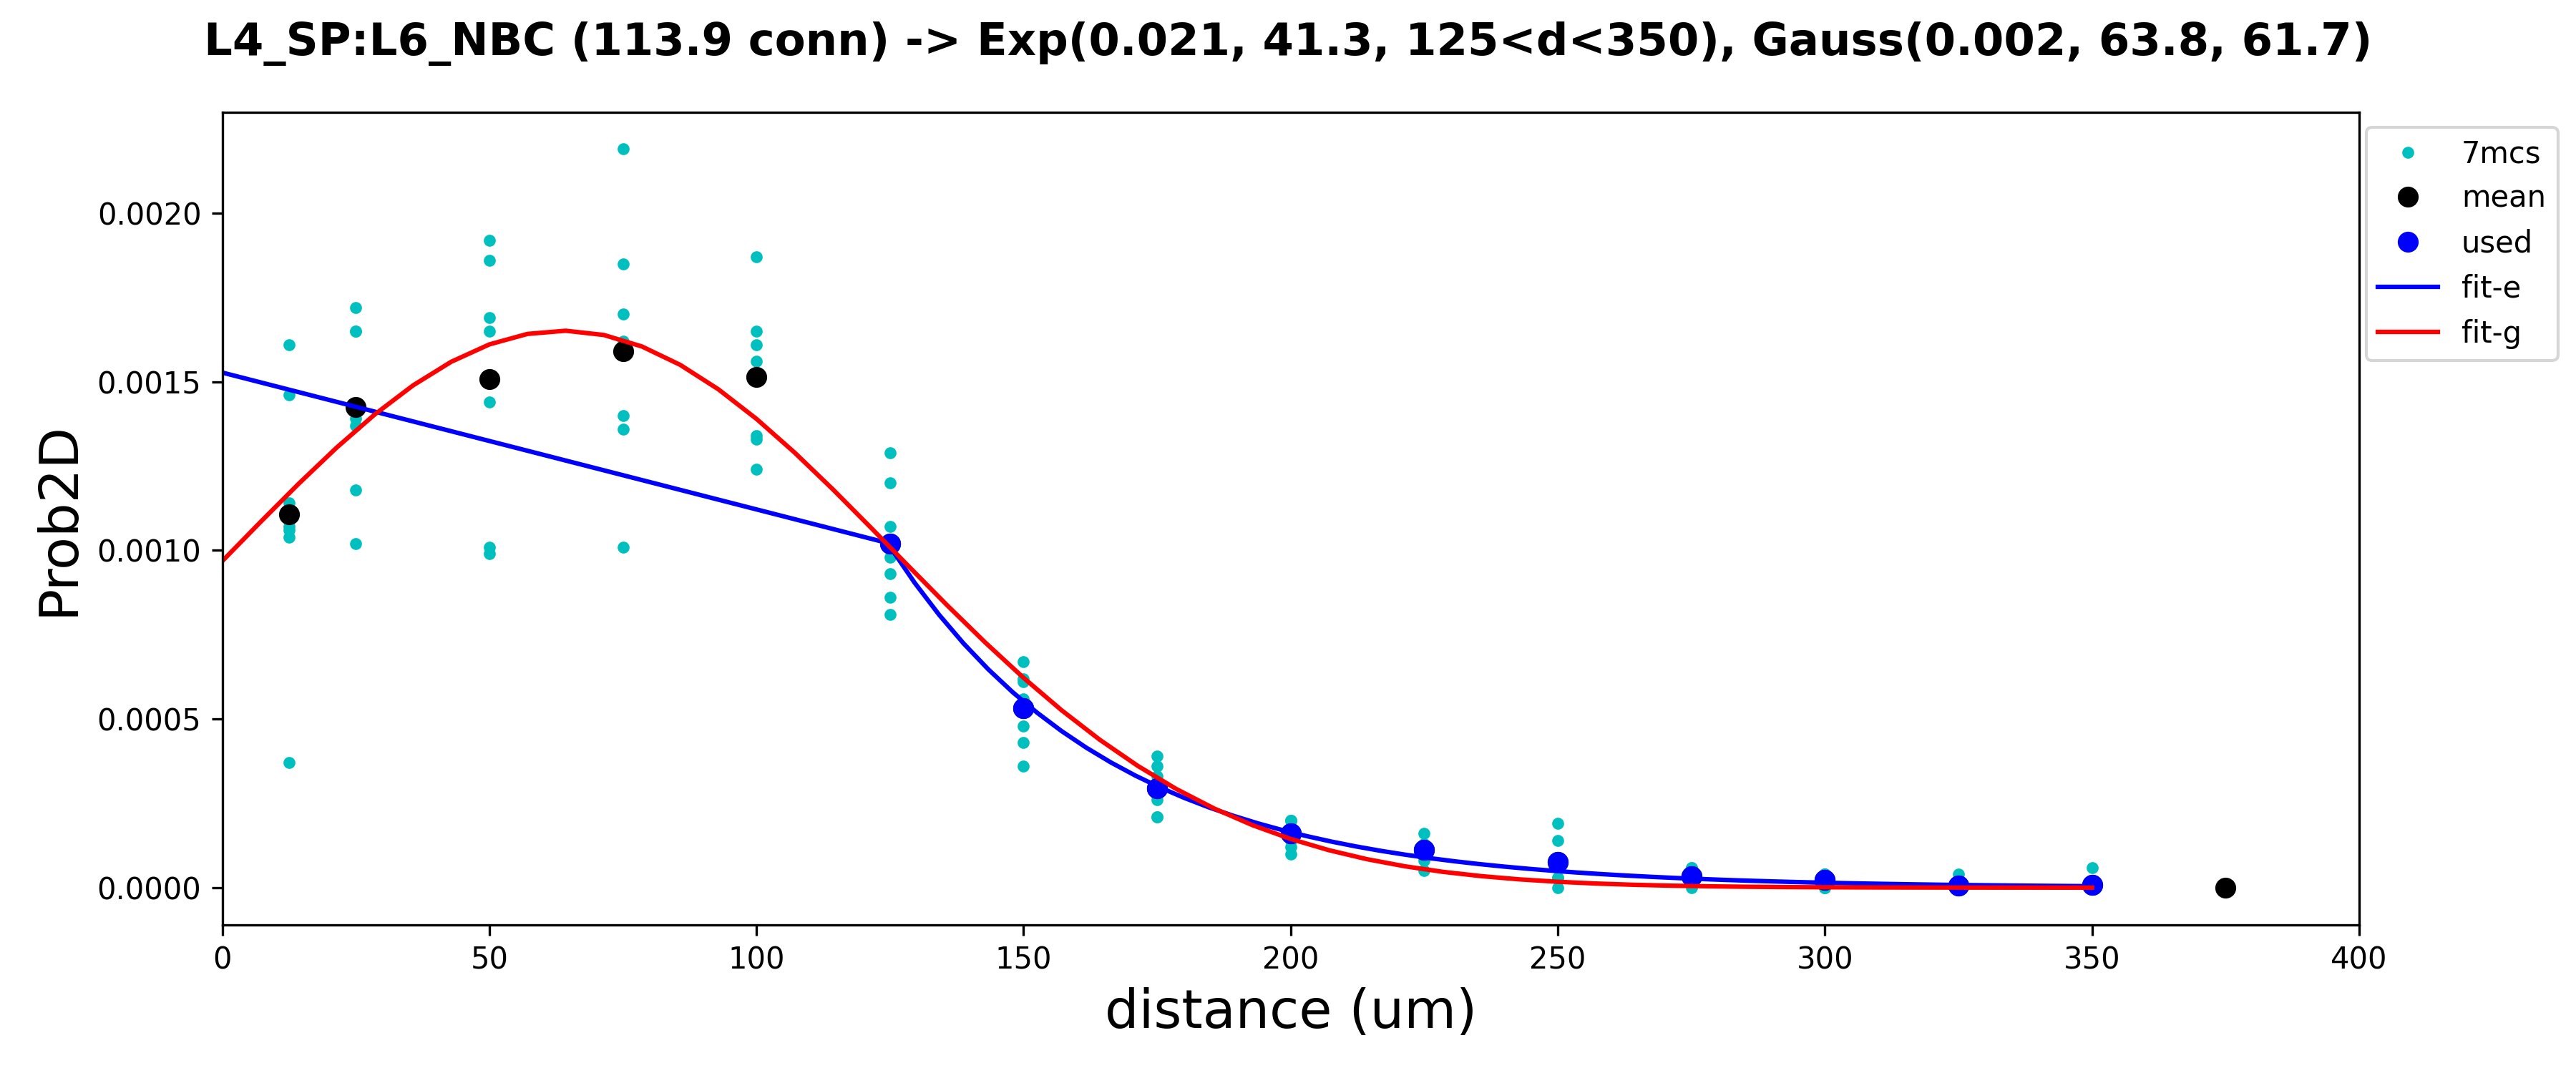 L4_SP:L6_NBC (113.9 conn) -> Exp(0.021, 41.3, 125<d<350), Gauss(0.002, 63.8, 61.7)
7mcs
mean
used
fit-e
fit-g
Prob2D
0.0020
0.0015
0.0010
0.0005
0.0000
0 50 100 150 200 250 300 350 400
distance (um)